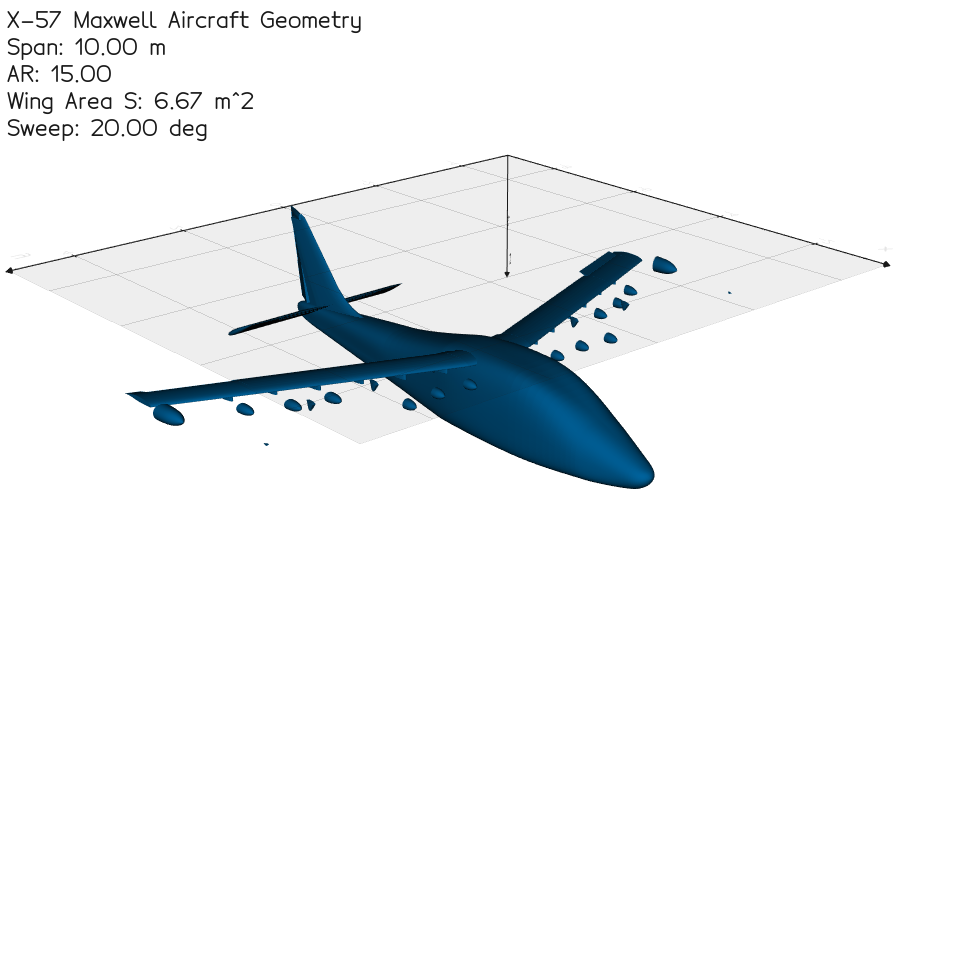 X-57 Maxwell Aircraft Geometry
Span: 10.00 m
AR: 15.00
Wing Area S: 6.67 m^2
Sweep: 20.00 deg